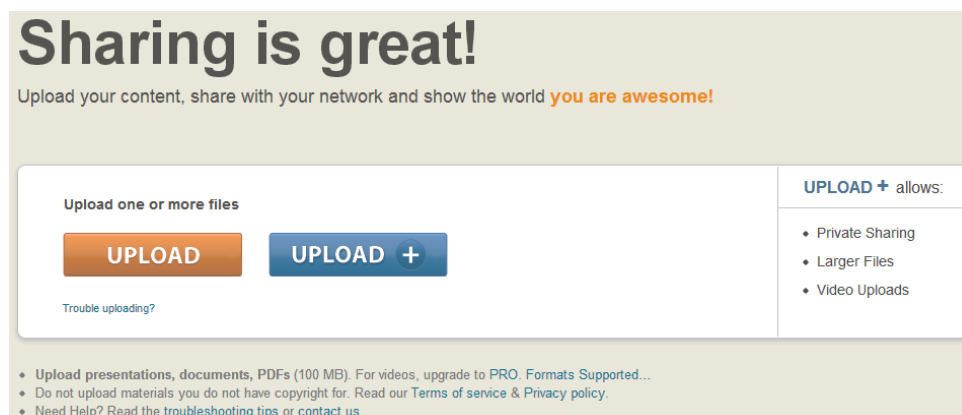 Sharing is great!
Upload your content, share with your network and show the world you are awesome!
Upload one or more files
UPLOAD
UPLOAD +
Trouble uploading?
UPLOAD + allows:
• Private Sharing
• Larger Files
• Video Uploads
• Upload presentations, documents, PDFs (100 MB). For videos, upgrade to PRO. Formats Supported...
• Do not upload materials you do not have copyright for. Read our Terms of service & Privacy policy.
• Need Help? Read the troubleshooting tips or contact us